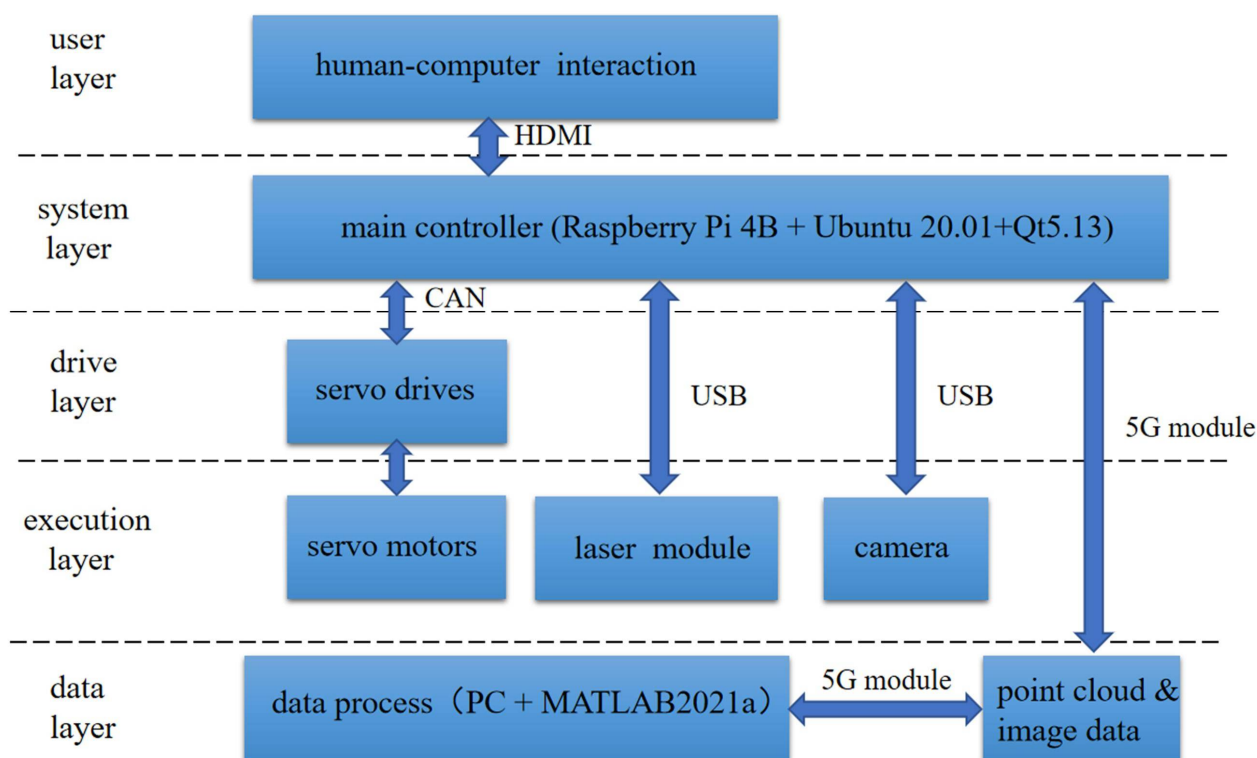 user
layer
human-computer interaction
HDMI
system
layer
main controller (Raspberry Pi 4B + Ubuntu 20.01+Qt5.13)
CAN
drive
layer
servo drives
USB
USB
5G module
execution
layer
servo motors
laser module
camera
data
layer
data process（PC + MATLAB2021a）
5G module
point cloud &
image data